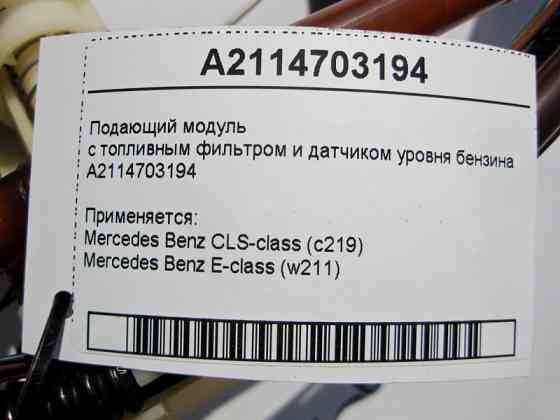 A2114703194
Подающий модуль
с топливным фильтром и датчиком уровня бензина
A2114703194
Применяется:
Mercedes Benz CLS-class (c219)
Mercedes Benz E-class (w211)